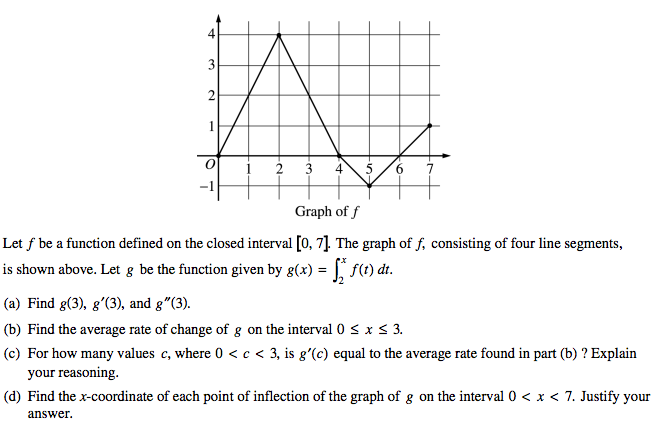 4
3
2
1
O 1 2 3 4 5 6 7
−1
Graph of f
Let f be a function defined on the closed interval [0, 7]. The graph of f, consisting of four line segments,
is shown above. Let g be the function given by g(x) = ∫₂ˣ f(t) dt.
(a) Find g(3), g′(3), and g″(3).
(b) Find the average rate of change of g on the interval 0 ≤ x ≤ 3.
(c) For how many values c, where 0 < c < 3, is g′(c) equal to the average rate found in part (b) ? Explain
your reasoning.
(d) Find the x-coordinate of each point of inflection of the graph of g on the interval 0 < x < 7. Justify your
answer.